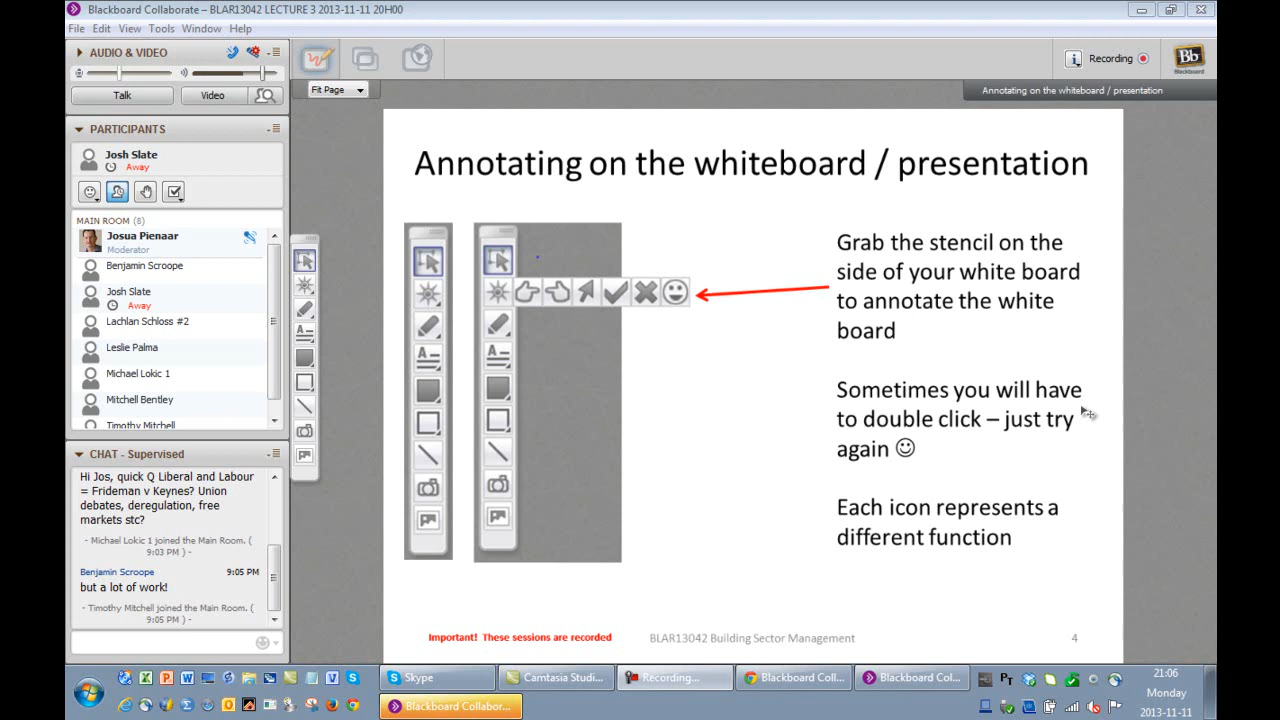 Blackboard Collaborate – BLAR13042 LECTURE 3 2013-11-11 20H00
File Edit View Tools Window Help
AUDIO & VIDEO
Talk Video
PARTICIPANTS
Josh Slate
Away
MAIN ROOM (8)
Josua Pienaar
Moderator
Benjamin Scroope
Josh Slate
Away
Lachlan Schloss #2
Leslie Palma
Michael Lokic 1
Mitchell Bentley
Timothy Mitchell
CHAT - Supervised
Hi Jos, quick Q Liberal and Labour
= Frideman v Keynes? Union
debates, deregulation, free
markets stc?
- Michael Lokic 1 joined the Main Room. (
9:03 PM ) -
Benjamin Scroope 9:05 PM
but a lot of work!
- Timothy Mitchell joined the Main Room. (
9:05 PM ) -
Recording
Bb
Blackboard
Fit Page
Annotating on the whiteboard / presentation
Annotating on the whiteboard / presentation
Grab the stencil on the
side of your white board
to annotate the white
board
Sometimes you will have
to double click – just try
again ☺
Each icon represents a
different function
Important! These sessions are recorded
BLAR13042 Building Sector Management
4
Skype
Camtasia Studi...
Recording...
Blackboard Coll...
Blackboard Col...
Blackboard Collabor...
21:06
Monday
2013-11-11